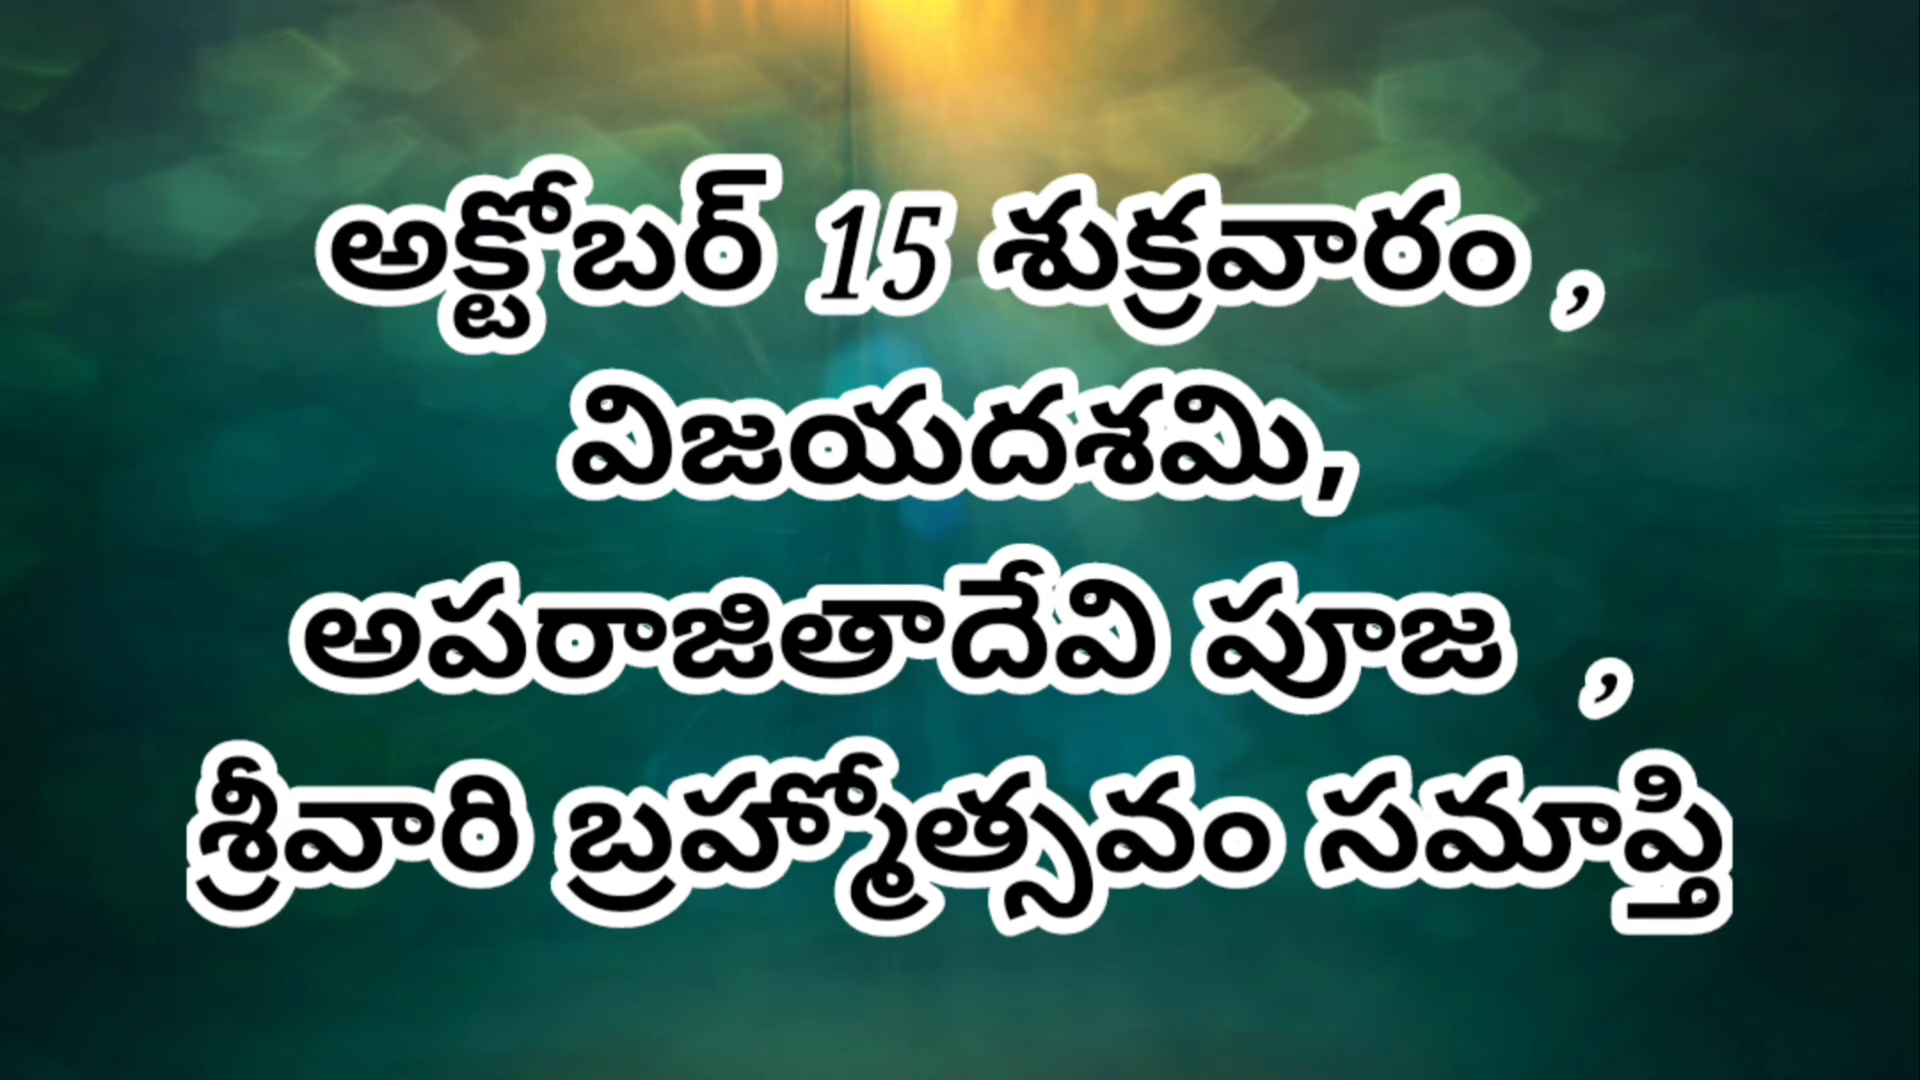 అక్టోబర్ 15 శుక్రవారం ,
విజయదశమి,
అపరాజితాదేవి పూజ ,
శ్రీవారి బ్రహ్మోత్సవం సమాప్తి